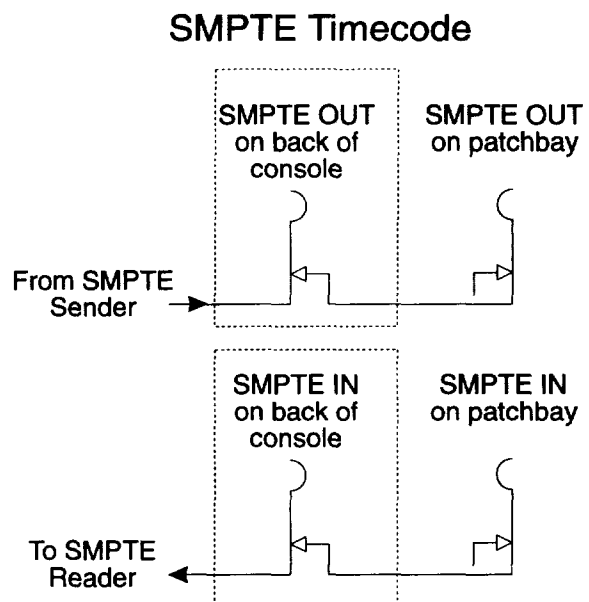 SMPTE Timecode
SMPTE OUT
on back of
console
SMPTE OUT
on patchbay
From SMPTE
Sender
SMPTE IN
on back of
console
SMPTE IN
on patchbay
To SMPTE
Reader